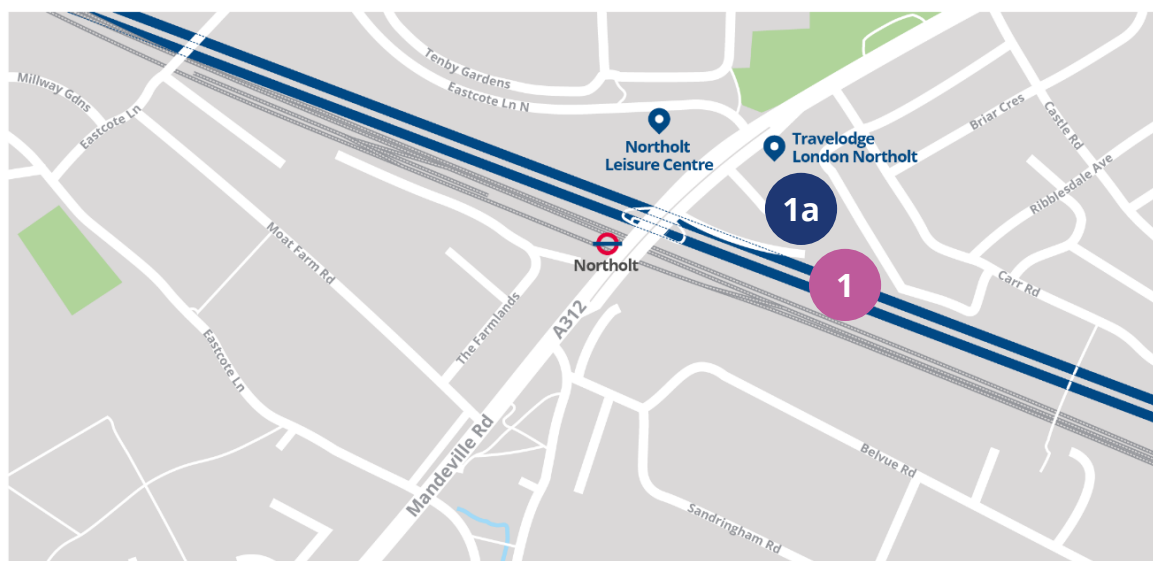 Tenby Gardens
Eastcote Ln N
Millway Gdns
Eastcote Ln
Northolt
Leisure Centre
Travelodge
London Northolt
Briar Cres
Castle Rd
Ribblesdale Ave
1a
Northolt
1
Carr Rd
Moat Farm Rd
The Farmlands
A312
Eastcote Ln
Mandeville Rd
Belvue Rd
Sandringham Rd